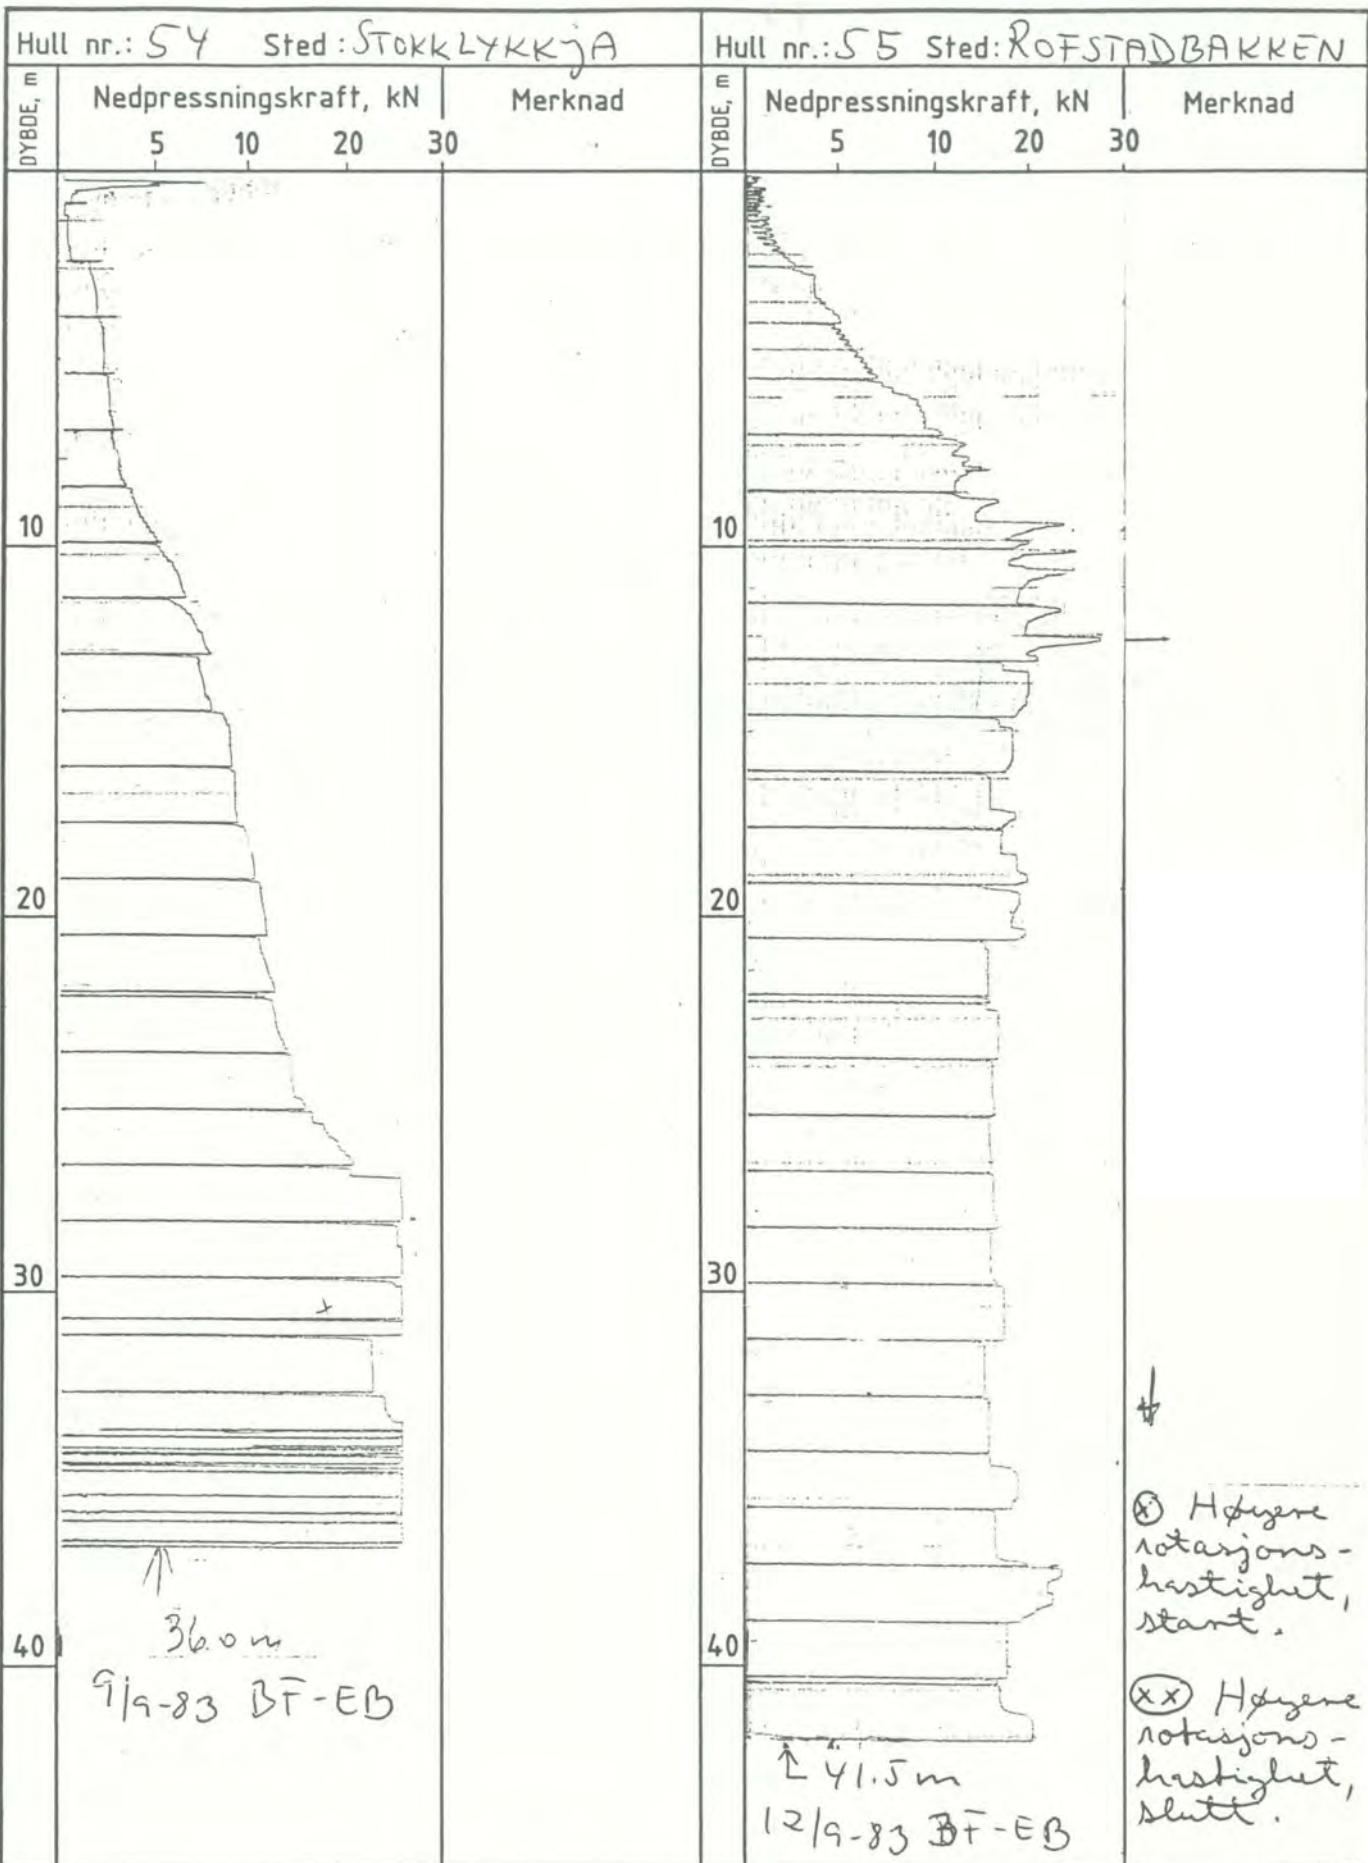 Hull nr.: 54 Sted: STOKKLYKKjA
DYBDE, m
Nedpressningskraft, kN
Merknad
5 10 20 30
10
20
30
40
36.0 m
9/9-83 BF-EB
Hull nr.: 55 Sted: ROFSTADBAKKEN
DYBDE, m
Nedpressningskraft, kN
Merknad
5 10 20 30
10
20
30
40
41.5 m
12/9-83 BF-EB
(x) Høyere
rotasjons-
hastighet,
start.
(xx) Høyere
rotasjons-
hastighet,
slutt.